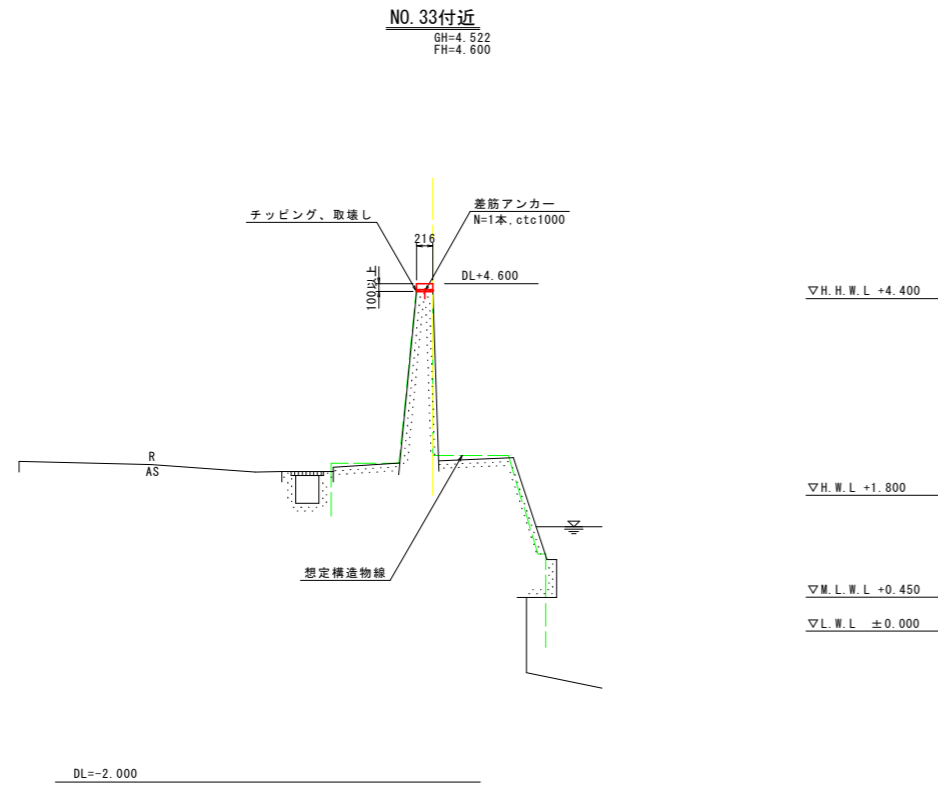 NO.33付近
GH=4.522
FH=4.600
チッピング、取壊し
差筋アンカー
N=1本, ctc1000
216
100以上
DL+4.600
▽H.H.W.L +4.400
R
AS
▽H.W.L +1.800
想定構造物線
▽M.L.W.L +0.450
▽L.W.L ±0.000
DL=-2.000